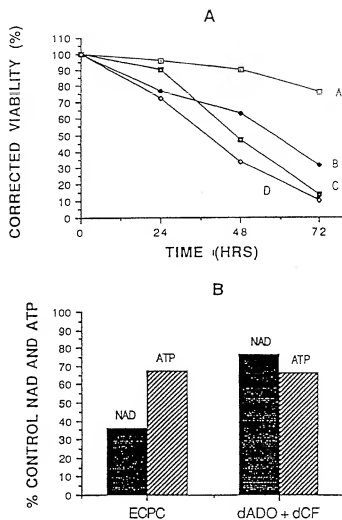 A
CORRECTED VIABILITY (%)
110
100
90
80
70
60
50
40
30
20
10
0
A
B
C
D
0
24
48
72
TIME (HRS)
B
% CONTROL NAD AND ATP
100
90
80
70
60
50
40
30
20
10
0
NAD
ATP
NAD
ATP
ECPC
dADO + dCF